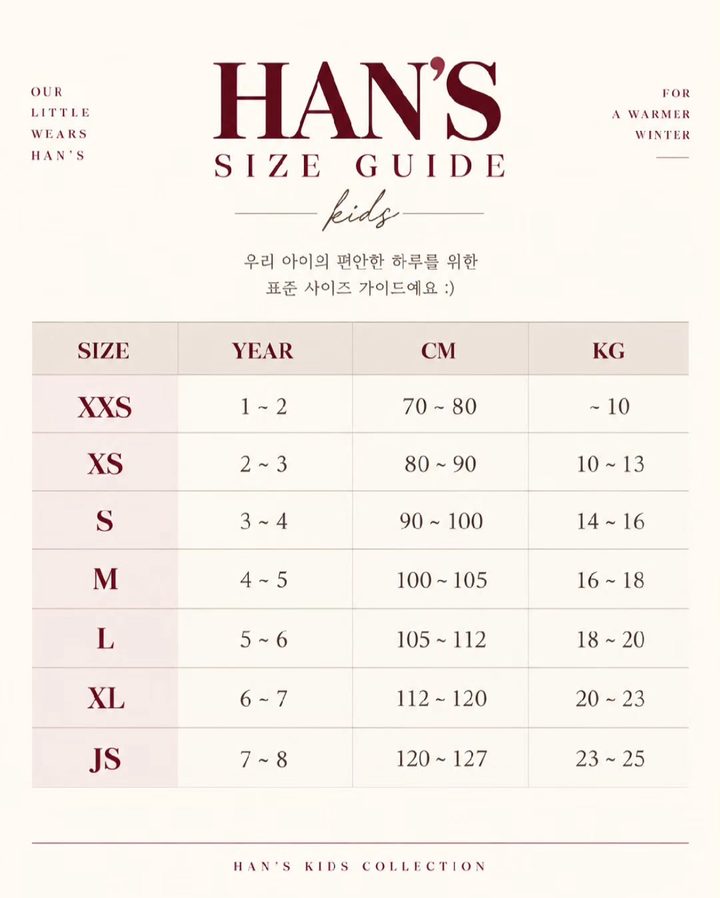 OUR
LITTLE
WEARS
HAN'S
HAN'S
SIZE GUIDE
kids
FOR
A WARMER
WINTER
우리 아이의 편안한 하루를 위한
표준 사이즈 가이드예요 :)
SIZE YEAR CM KG
XXS 1 ~ 2 70 ~ 80 ~ 10
XS 2 ~ 3 80 ~ 90 10 ~ 13
S 3 ~ 4 90 ~ 100 14 ~ 16
M 4 ~ 5 100 ~ 105 16 ~ 18
L 5 ~ 6 105 ~ 112 18 ~ 20
XL 6 ~ 7 112 ~ 120 20 ~ 23
JS 7 ~ 8 120 ~ 127 23 ~ 25
HAN'S KIDS COLLECTION